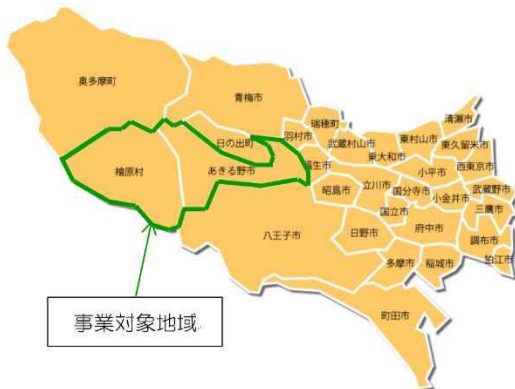 奥多摩町
青梅市
日の出町
羽村市
瑞穂町
武蔵村山市
東村山市
清瀬市
東久留米市
東大和市
小平市
西東京市
檜原村
あきる野市
福生市
昭島市
立川市
国分寺市
小金井市
武蔵野市
三鷹市
国立市
八王子市
日野市
府中市
調布市
狛江市
多摩市
稲城市
町田市
事業対象地域